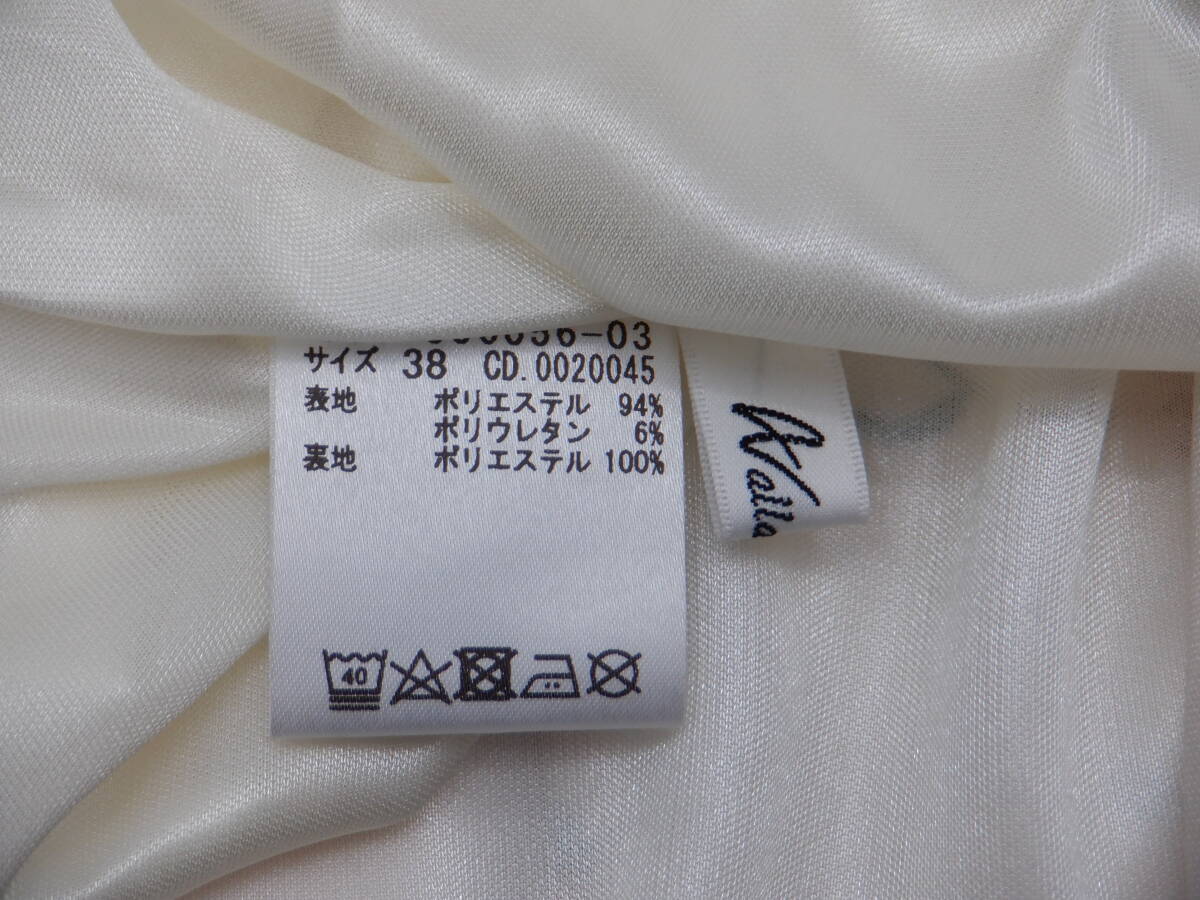 サイズ 38 CD.0020045
表地 ポリエステル 94%
ポリウレタン 6%
裏地 ポリエステル 100%
40